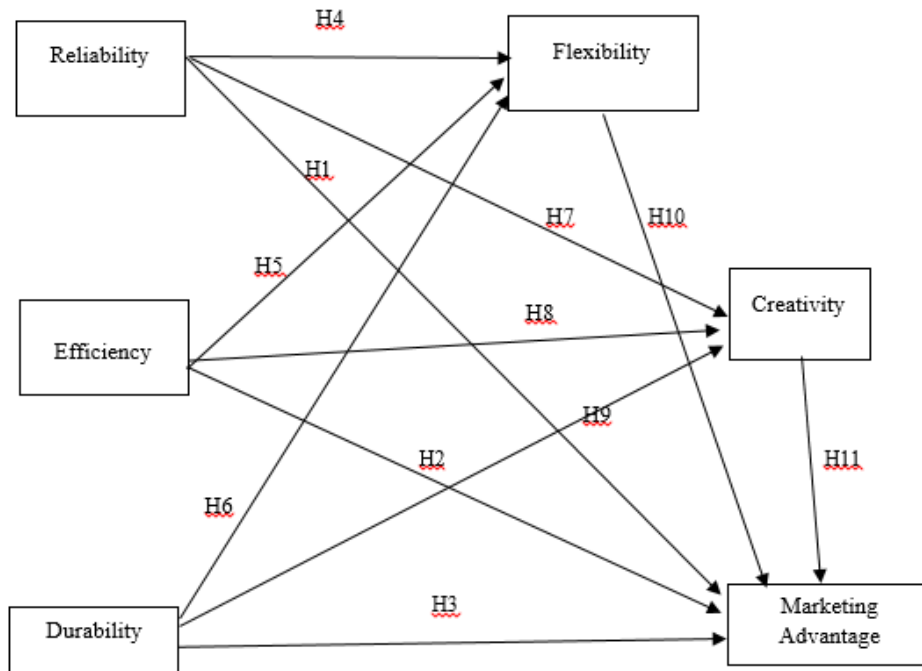 H4
Reliability
Flexibility
H1
H7
H10
H5
H8
Creativity
Efficiency
H9
H2
H11
H6
H3
Durability
Marketing
Advantage